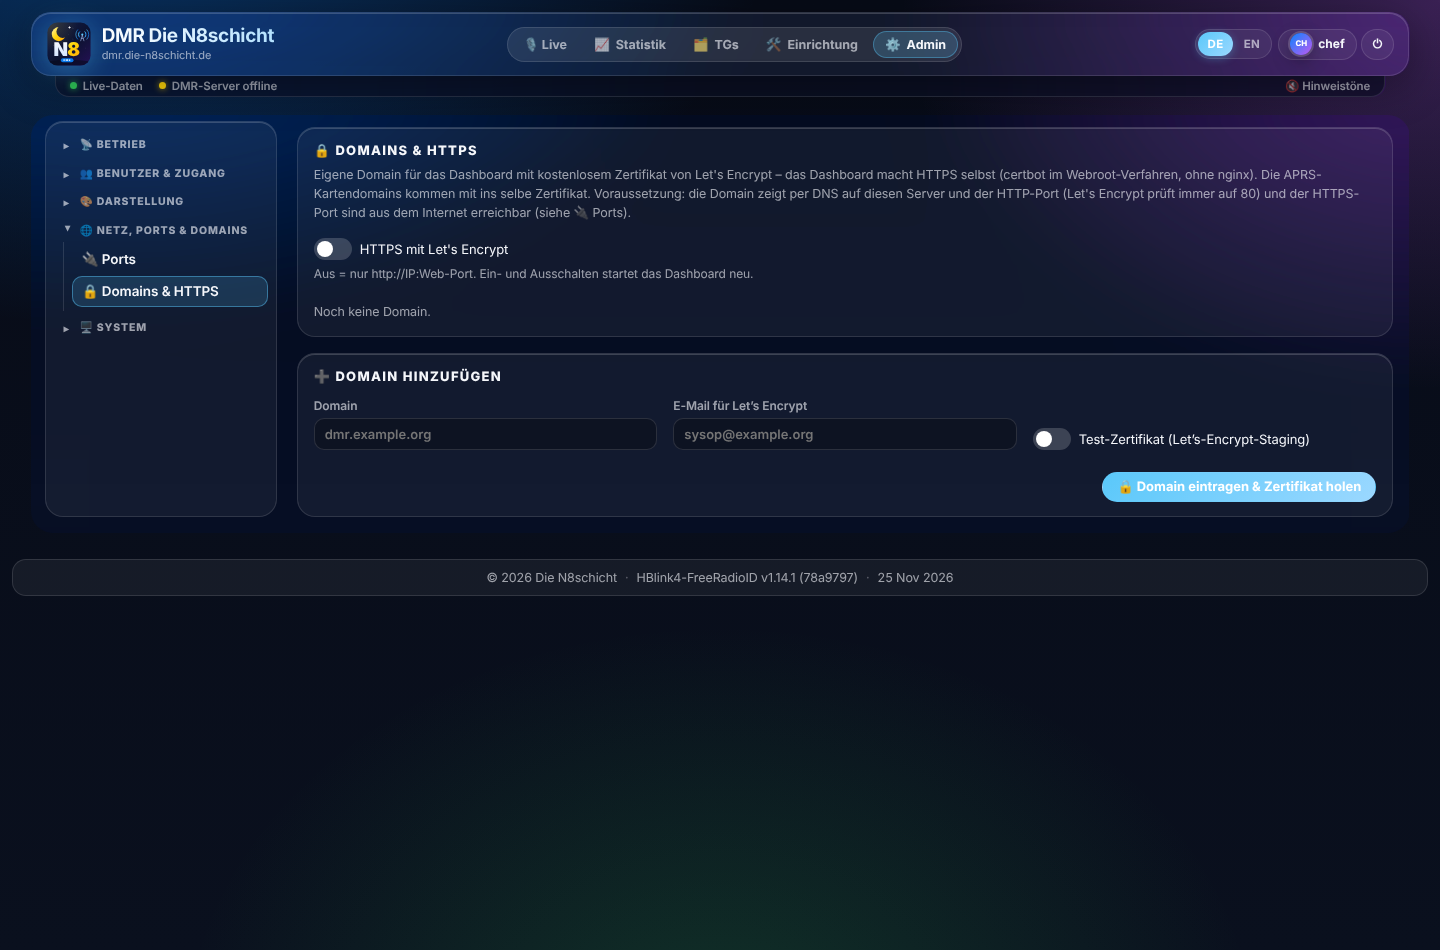 N8
DMR Die N8schicht
dmr.die-n8schicht.de
Live
Statistik
TGs
Einrichtung
Admin
DE
EN
CH
chef
Live-Daten
DMR-Server offline
Hinweistöne
BETRIEB
BENUTZER & ZUGANG
DARSTELLUNG
NETZ, PORTS & DOMAINS
Ports
Domains & HTTPS
SYSTEM
DOMAINS & HTTPS
Eigene Domain für das Dashboard mit kostenlosem Zertifikat von Let's Encrypt – das Dashboard macht HTTPS selbst (certbot im Webroot-Verfahren, ohne nginx). Die APRS-
Kartendomains kommen mit ins selbe Zertifikat. Voraussetzung: die Domain zeigt per DNS auf diesen Server und der HTTP-Port (Let's Encrypt prüft immer auf 80) und der HTTPS-
Port sind aus dem Internet erreichbar (siehe 🔌 Ports).
HTTPS mit Let's Encrypt
Aus = nur http://IP:Web-Port. Ein- und Ausschalten startet das Dashboard neu.
Noch keine Domain.
DOMAIN HINZUFÜGEN
Domain
E-Mail für Let’s Encrypt
dmr.example.org
sysop@example.org
Test-Zertifikat (Let’s-Encrypt-Staging)
Domain eintragen & Zertifikat holen
© 2026 Die N8schicht · HBlink4-FreeRadioID v1.14.1 (78a9797) · 25 Nov 2026